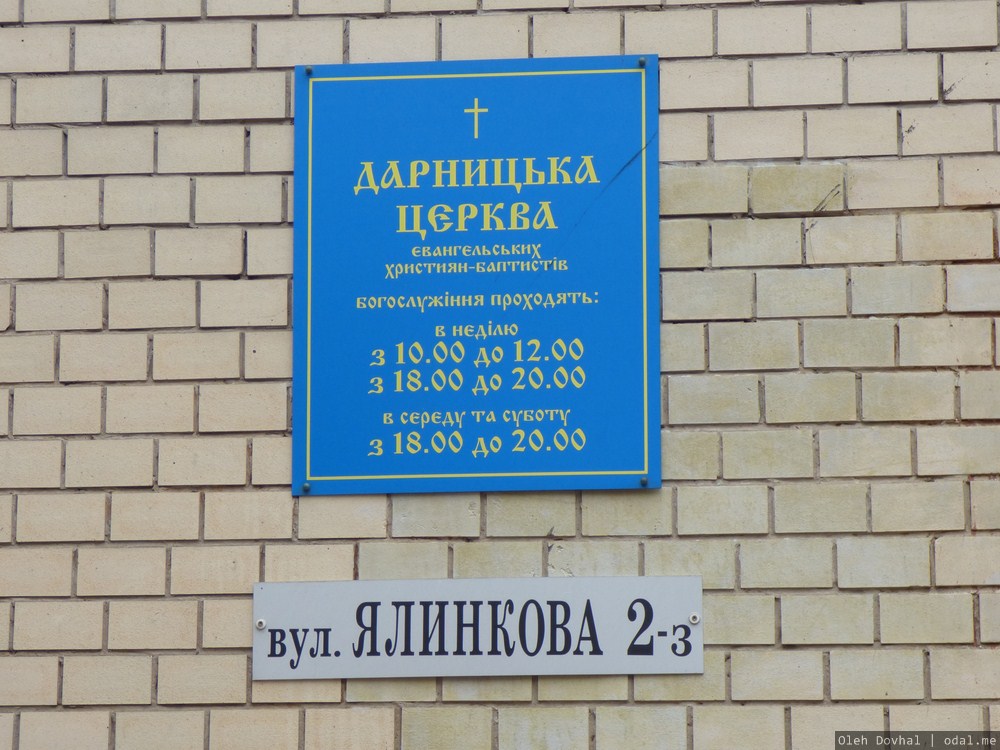 ДАРНИЦЬКА
ЦЕРКВА
ЄВАНГЕЛЬСЬКИХ
ХРИСТИЯН-БАПТИСТІВ
БОГОСЛУЖІННЯ ПРОХОДЯТЬ:
В НЕДІЛЮ
З 10.00 ДО 12.00
З 18.00 ДО 20.00
В СЕРЕДУ ТА СУБОТУ
З 18.00 ДО 20.00
вул. ЯЛИНКОВА 2-з
Oleh Dovhal | odal.me